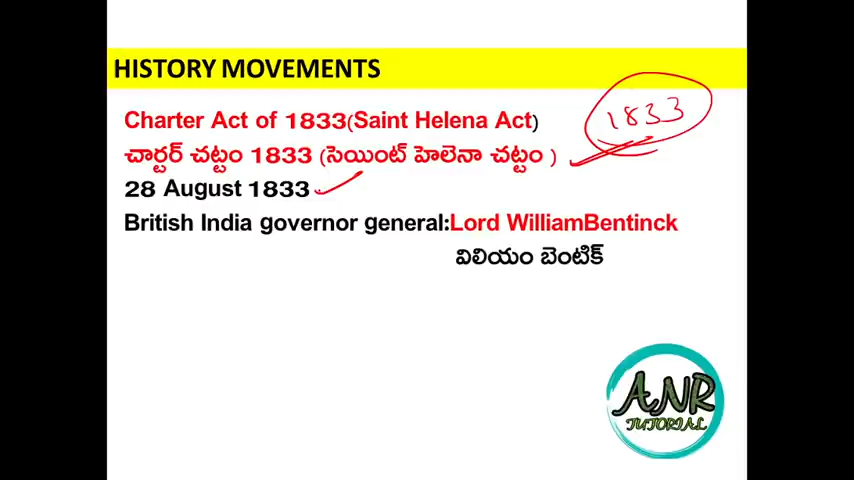 HISTORY MOVEMENTS
Charter Act of 1833(Saint Helena Act)
1833
చార్టర్ చట్టం 1833 (సెయింట్ హెలెనా చట్టం )
28 August 1833
British India governor general:Lord WilliamBentinck
విలియం బెంటిక్
ANR
TUTORIAL